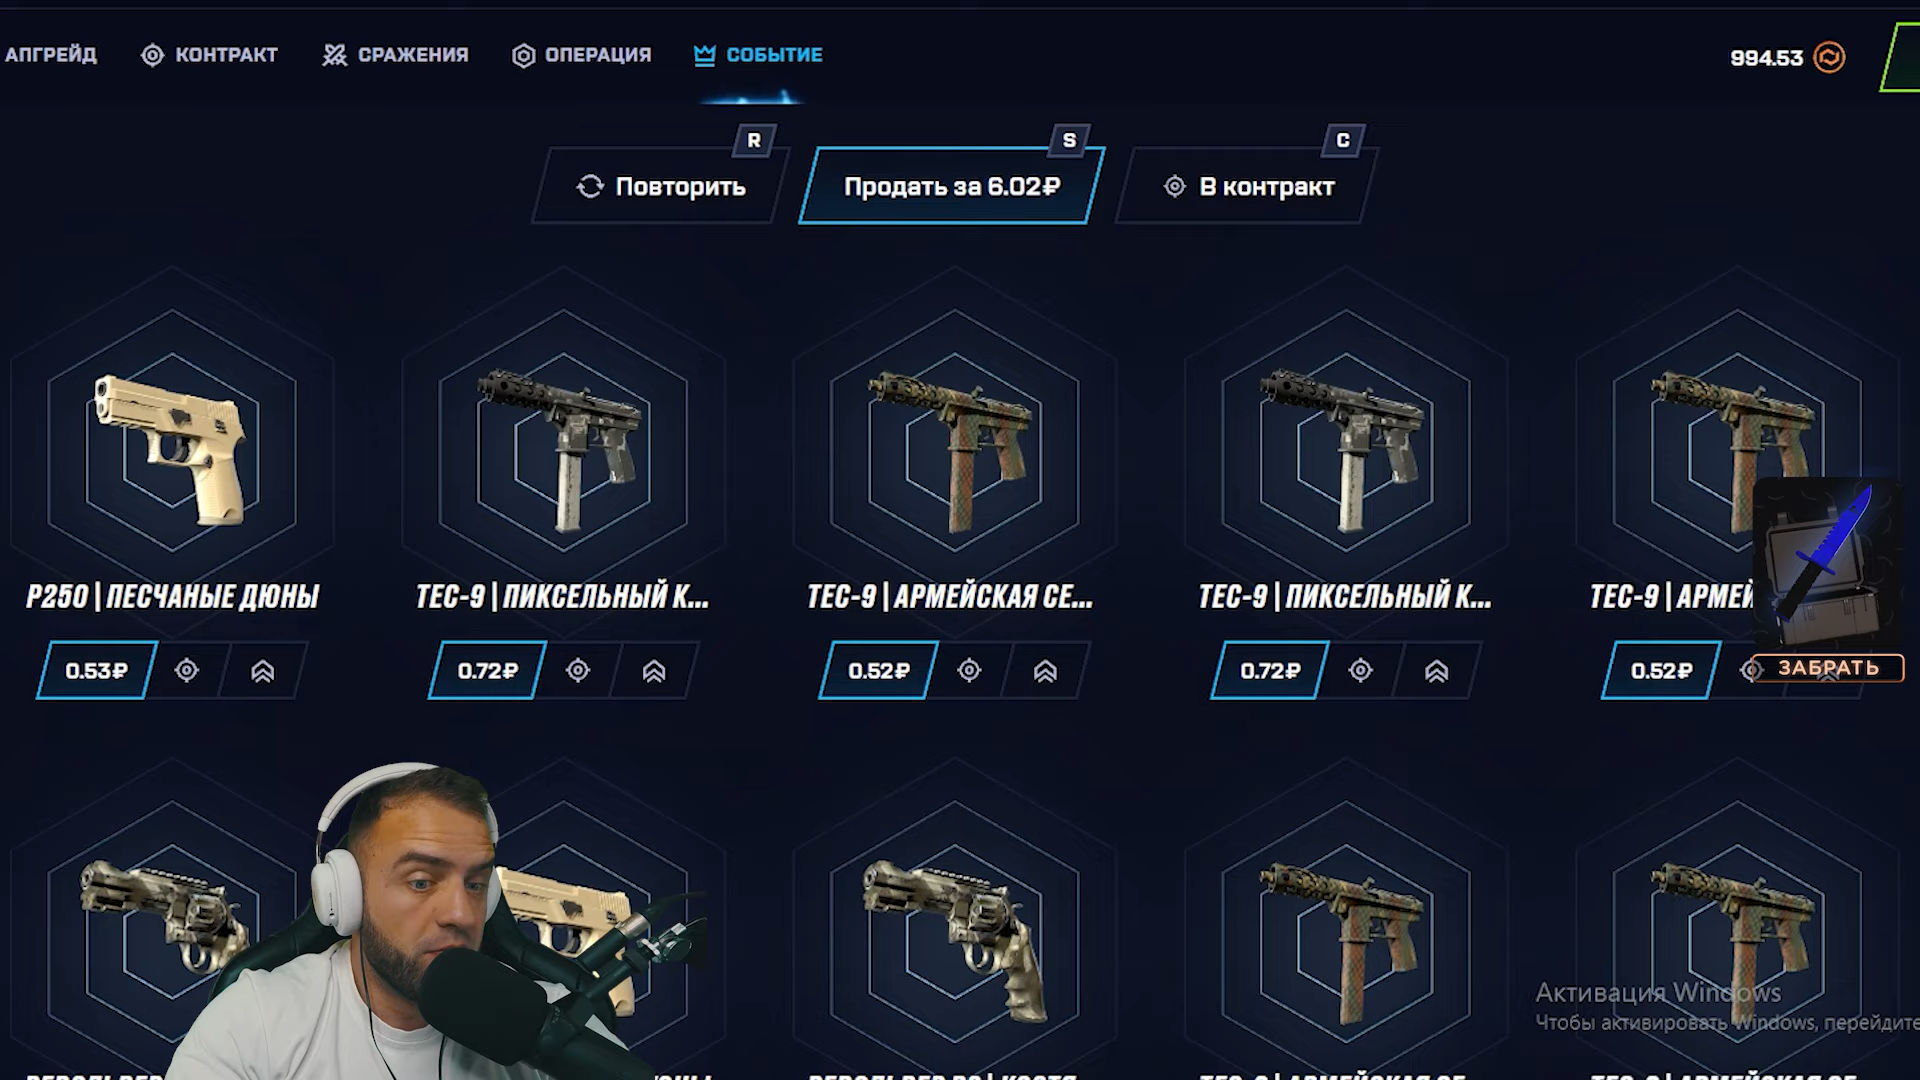 АПГРЕЙД
КОНТРАКТ
СРАЖЕНИЯ
ОПЕРАЦИЯ
СОБЫТИЕ
994.53
R
S
C
Повторить
Продать за 6.02₽
В контракт
P250 | ПЕСЧАНЫЕ ДЮНЫ
TEC-9 | ПИКСЕЛЬНЫЙ К...
TEC-9 | АРМЕЙСКАЯ СЕ...
TEC-9 | ПИКСЕЛЬНЫЙ К...
TEC-9 | АРМЕЙ
0.53₽
0.72₽
0.52₽
0.72₽
0.52₽
ЗАБРАТЬ
Активация Windows
Чтобы активировать Windows, перейдите